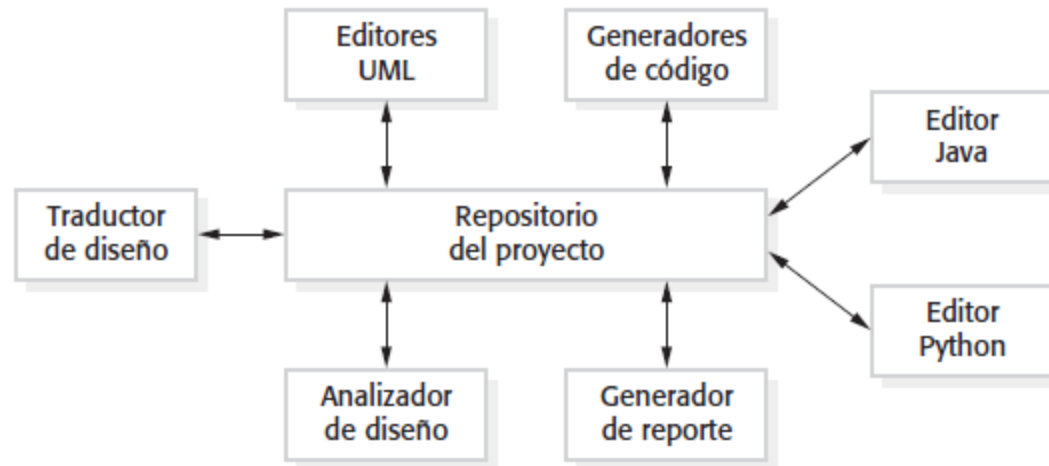 Editores
UML
Generadores
de código
Editor
Java
Traductor
de diseño
Repositorio
del proyecto
Editor
Python
Analizador
de diseño
Generador
de reporte